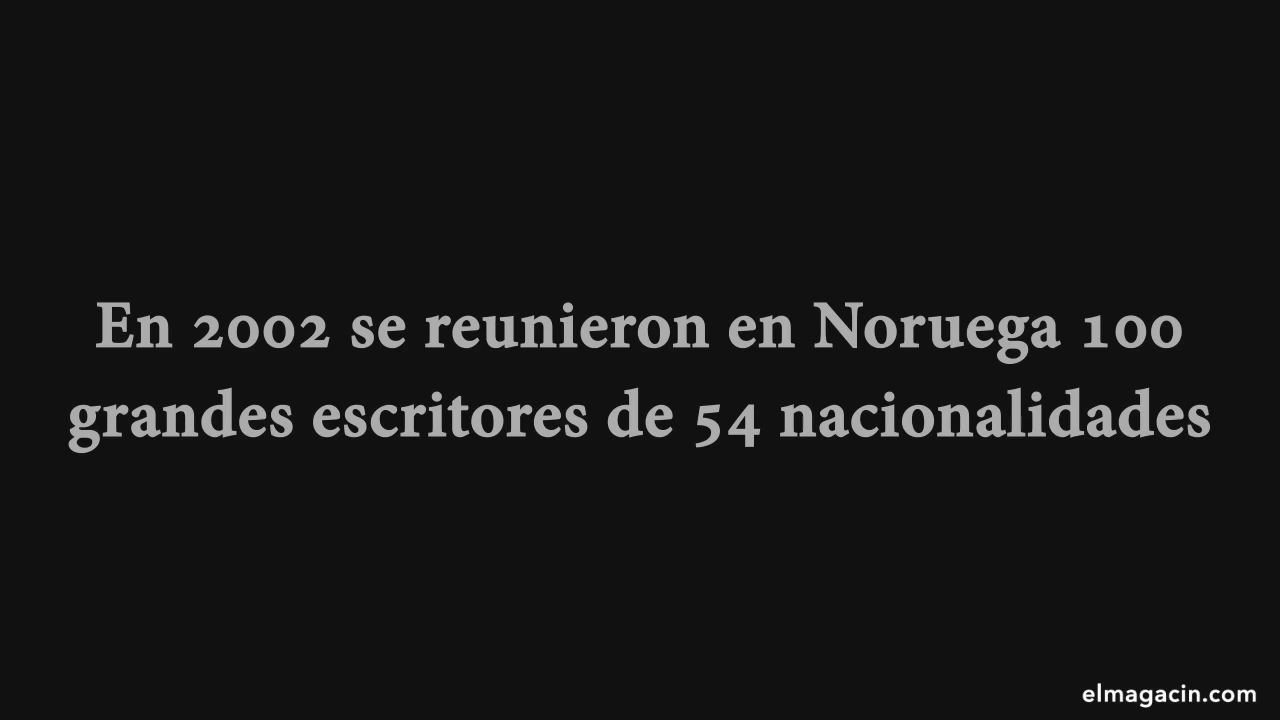 En 2002 se reunieron en Noruega 100
grandes escritores de 54 nacionalidades
elmagacin.com